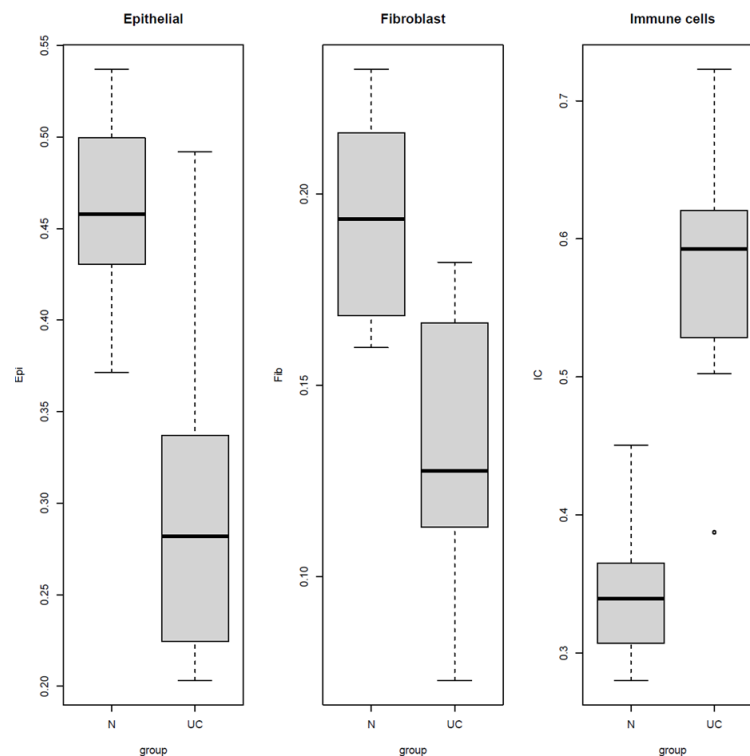 Epithelial
Fibroblast
Immune cells
Epi
0.55
0.50
0.45
0.40
0.35
0.30
0.25
0.20
N
UC
group
Fib
0.20
0.15
0.10
N
UC
group
IC
0.7
0.6
0.5
0.4
0.3
N
UC
group